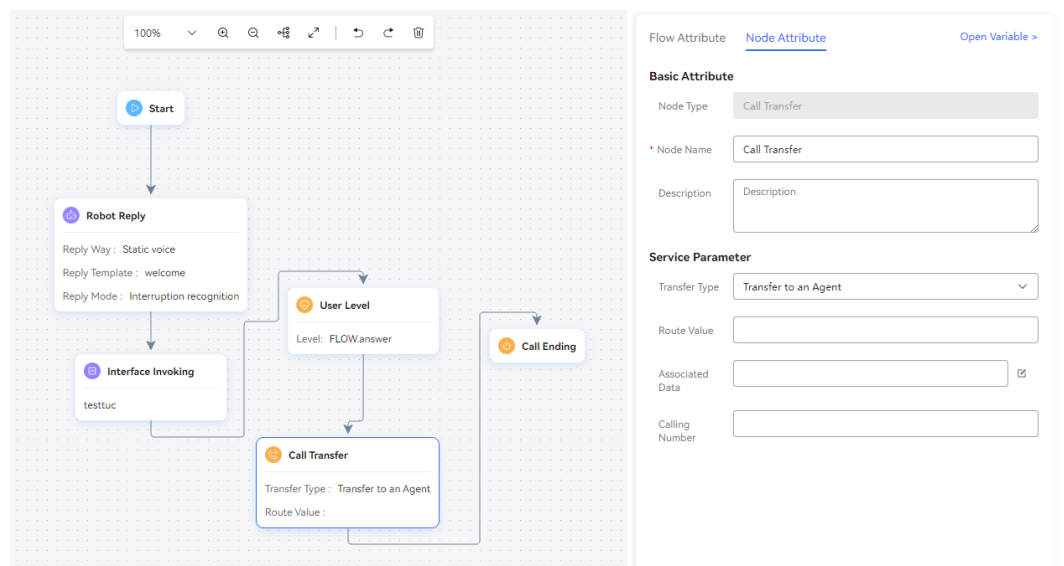 100%
Start
Robot Reply
Reply Way : Static voice
Reply Template : welcome
Reply Mode : Interruption recognition
Interface Invoking
testtuc
User Level
Level: FLOW.answer
Call Transfer
Transfer Type : Transfer to an Agent
Route Value :
Call Ending
Flow Attribute Node Attribute Open Variable >
Basic Attribute
Node Type Call Transfer
* Node Name Call Transfer
Description Description
Service Parameter
Transfer Type Transfer to an Agent
Route Value
Associated
Data
Calling
Number